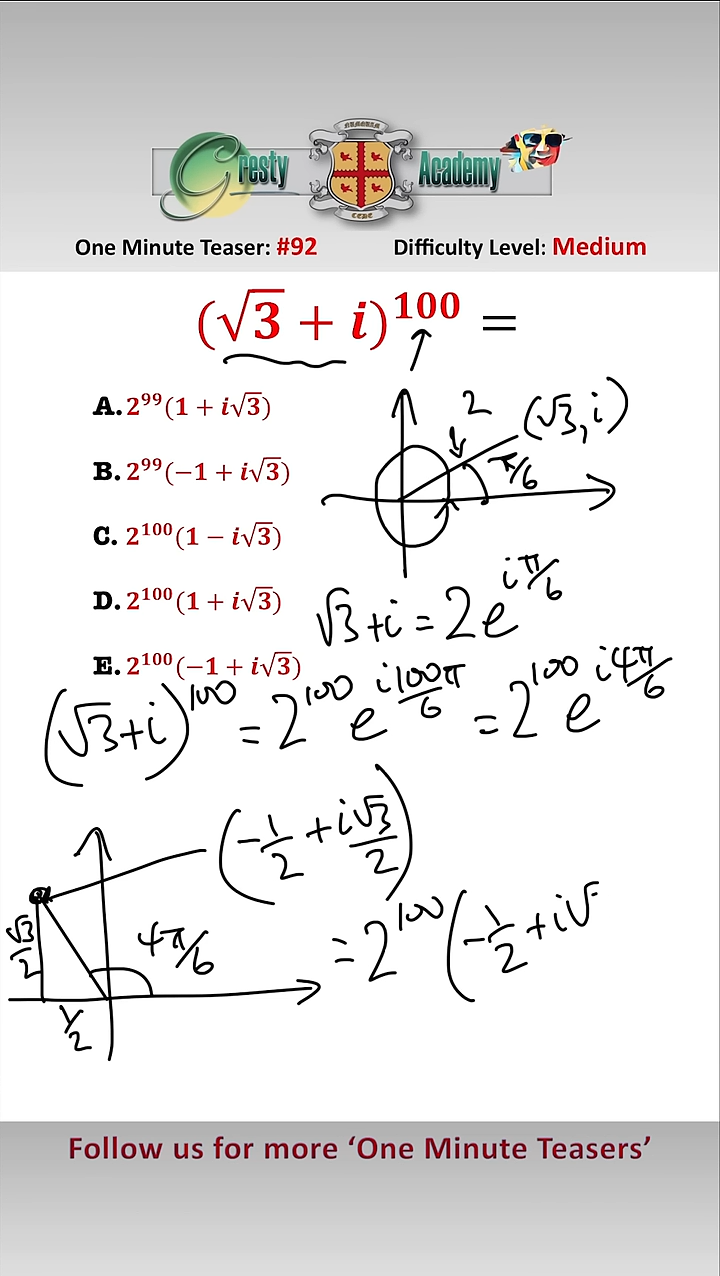 Gresty Academy
NUMQUAM
CEDE
One Minute Teaser: #92 Difficulty Level: Medium
(√3 + i)^100 =
A. 2^99(1 + i√3)
B. 2^99(−1 + i√3)
C. 2^100(1 − i√3)
D. 2^100(1 + i√3)
E. 2^100(−1 + i√3)
2 (√3, i)
π/6
√3+i = 2e^(iπ/6)
(√3+i)^100 = 2^100 e^(i100π/6) = 2^100 e^(i4π/6)
(-1/2 + i√3/2)
√3/2
4π/6
1/2
= 2^100 (-1/2 + i√
Follow us for more ‘One Minute Teasers’